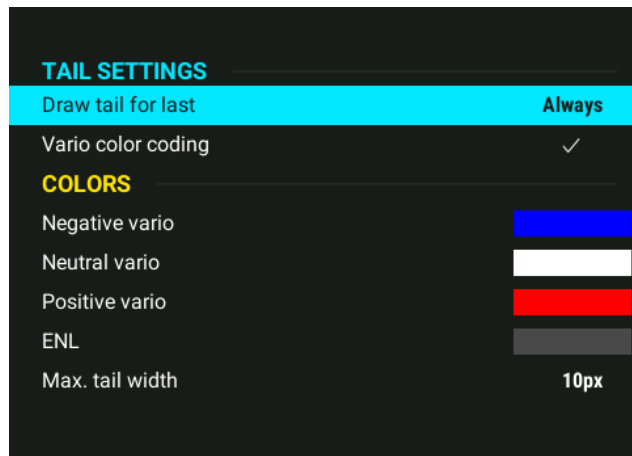 TAIL SETTINGS
Draw tail for last Always
Vario color coding
COLORS
Negative vario
Neutral vario
Positive vario
ENL
Max. tail width 10px